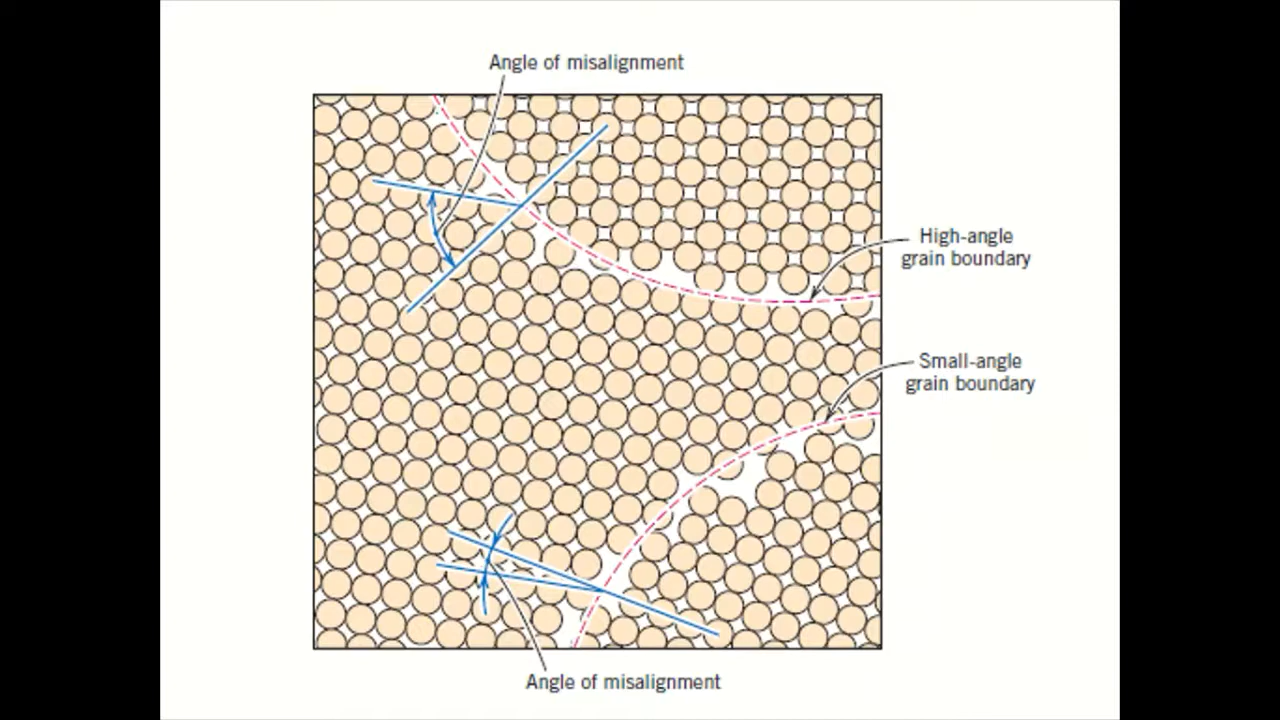 Angle of misalignment
High-angle
grain boundary
Small-angle
grain boundary
Angle of misalignment